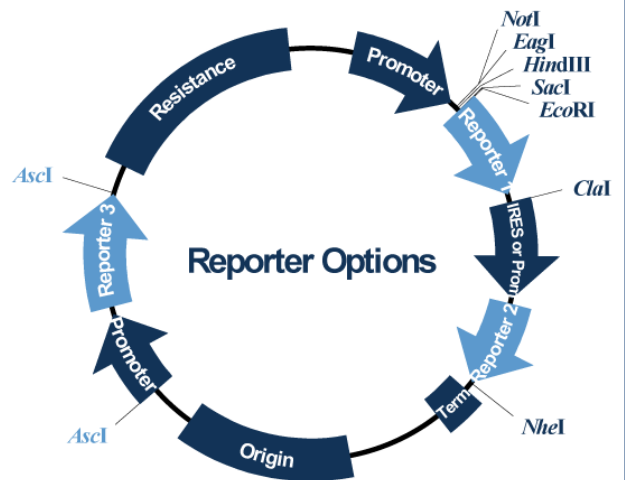 NotI
EagI
HindIII
SacI
EcoRI
Promoter
Reporter 1
ClaI
IRES or Prom
Reporter 2
NheI
Term
Origin
AscI
Promoter
Reporter 3
AscI
Resistance
Reporter Options